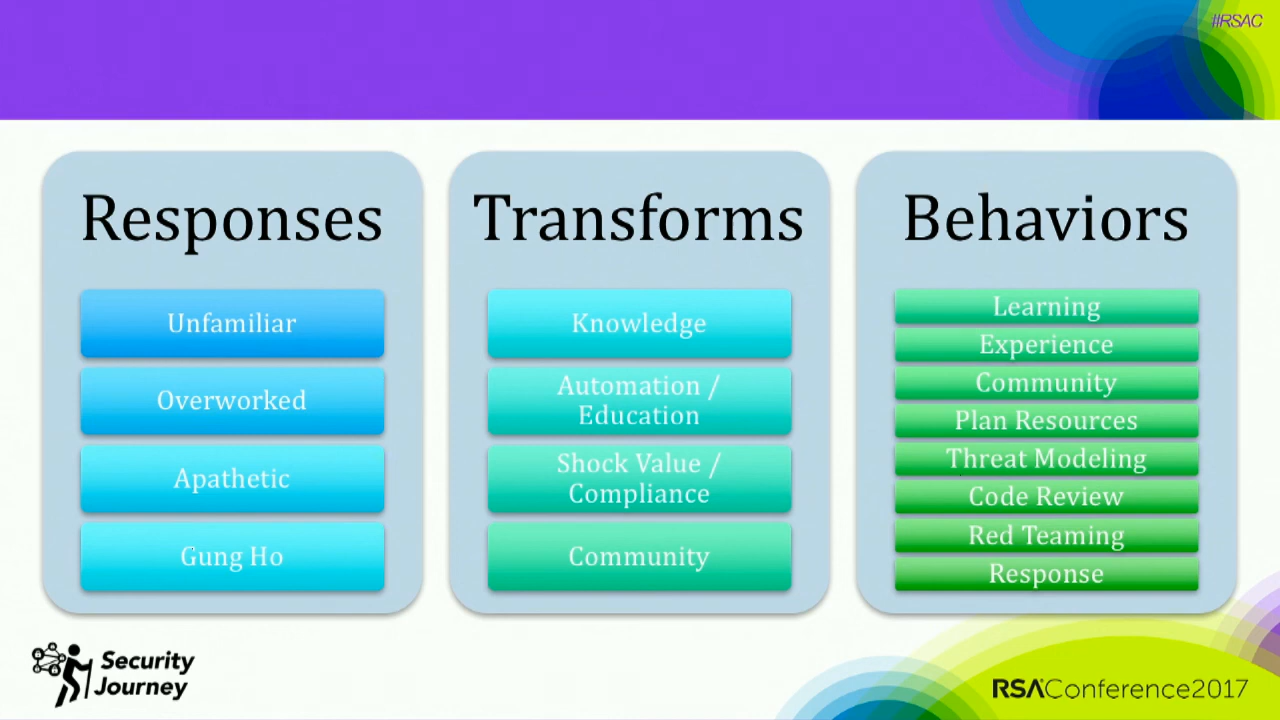 #RSAC
Responses
Unfamiliar
Overworked
Apathetic
Gung Ho
Transforms
Knowledge
Automation /
Education
Shock Value /
Compliance
Community
Behaviors
Learning
Experience
Community
Plan Resources
Threat Modeling
Code Review
Red Teaming
Response
Security
Journey
RSAConference2017